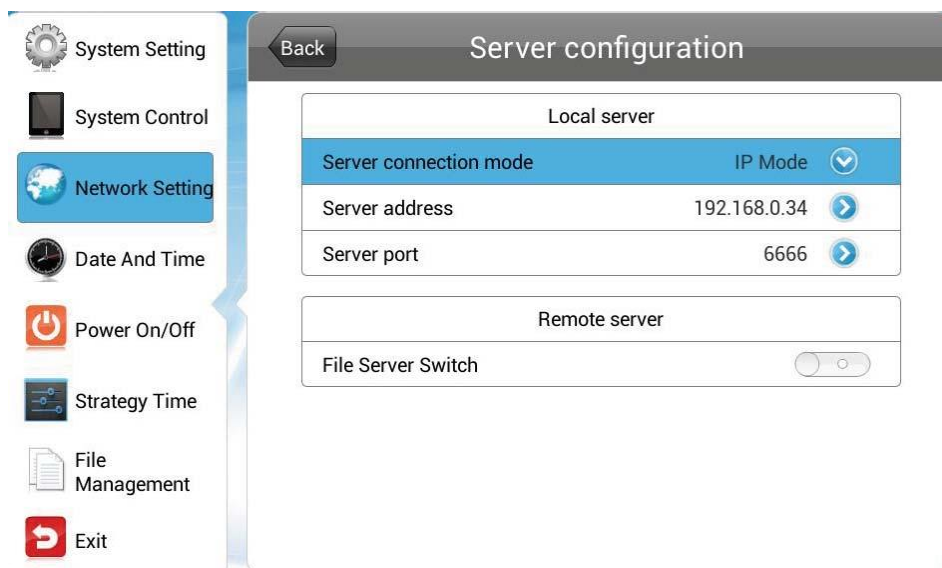 System Setting
System Control
Network Setting
Date And Time
Power On/Off
Strategy Time
File
Management
Exit
Back
Server configuration
Local server
Server connection mode IP Mode
Server address 192.168.0.34
Server port 6666
Remote server
File Server Switch